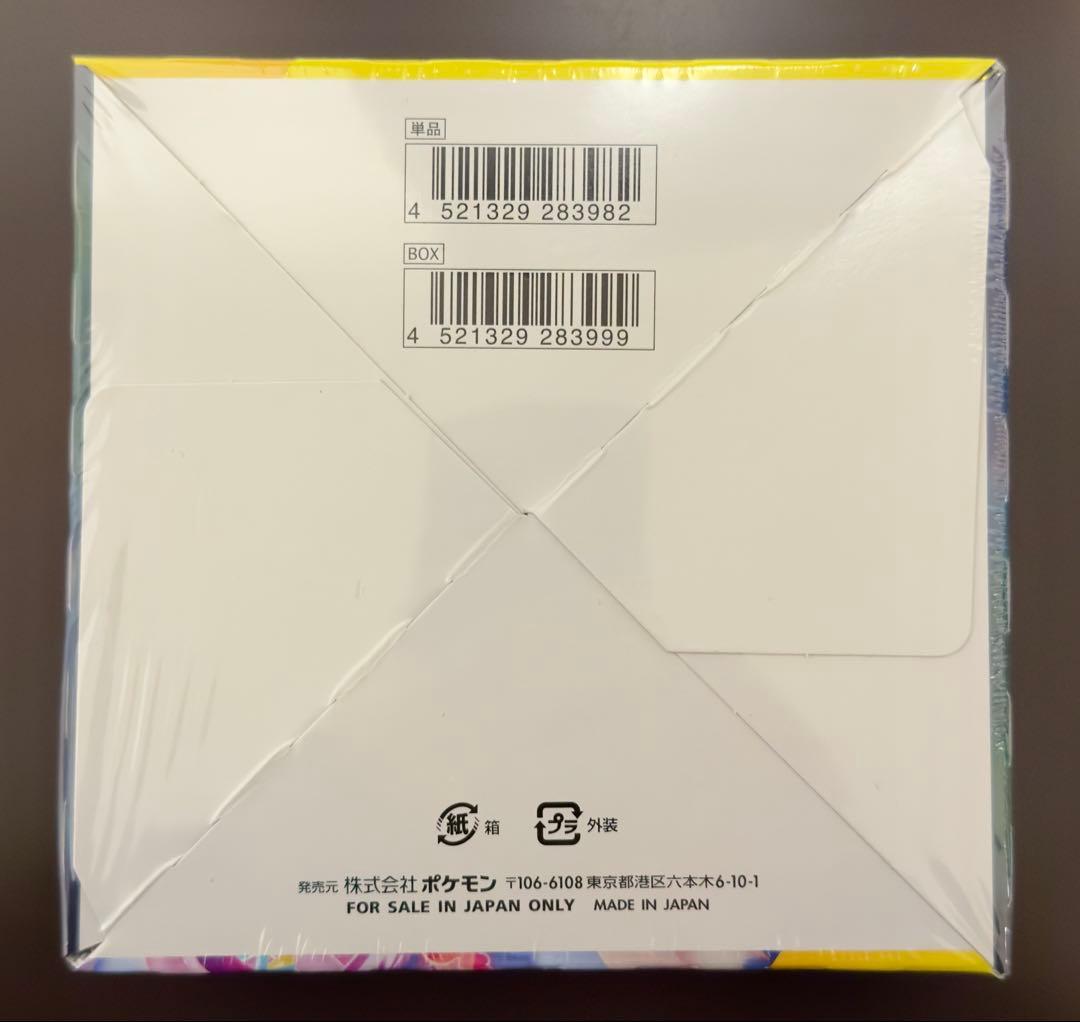 単品
4 521329 283982
BOX
4 521329 283999
紙 箱 プラ 外装
発売元 株式会社ポケモン 〒106-6108 東京都港区六本木6-10-1
FOR SALE IN JAPAN ONLY MADE IN JAPAN